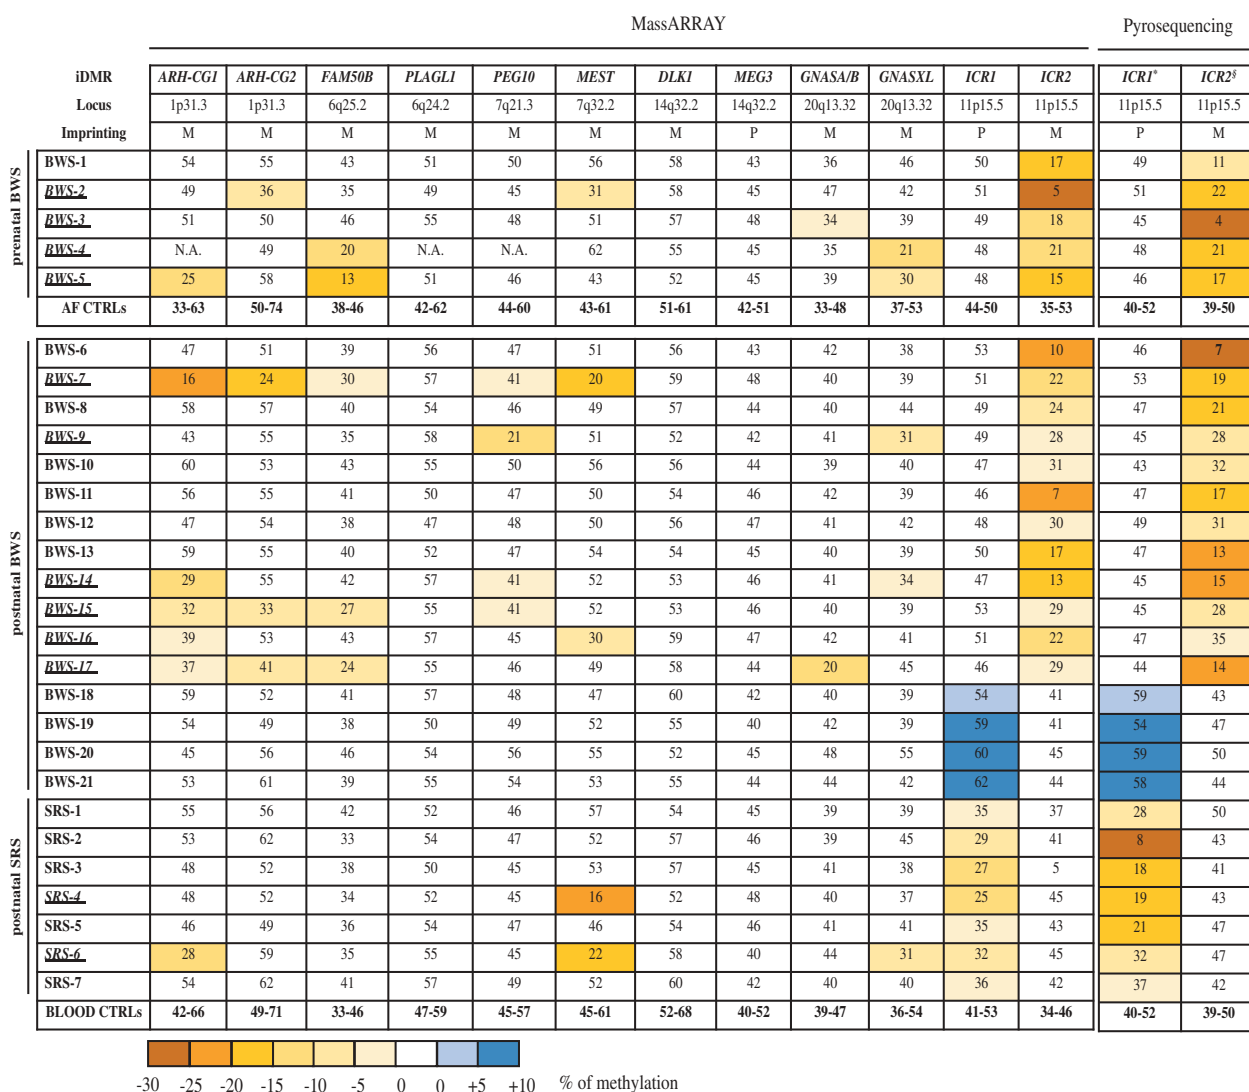 MassARRAY Pyrosequencing
iDMR ARH-CG1 ARH-CG2 FAM50B PLAGL1 PEG10 MEST DLK1 MEG3 GNASA/B GNASXL ICR1 ICR2 ICR1* ICR2§
Locus 1p31.3 1p31.3 6q25.2 6q24.2 7q21.3 7q32.2 14q32.2 14q32.2 20q13.32 20q13.32 11p15.5 11p15.5 11p15.5 11p15.5
Imprinting M M M M M M M P M M P M P M
prenatal BWS
BWS-1 54 55 43 51 50 56 58 43 36 46 50 17 49 11
BWS-2 49 36 35 49 45 31 58 45 47 42 51 5 51 22
BWS-3 51 50 46 55 48 51 57 48 34 39 49 18 45 4
BWS-4 N.A. 49 20 N.A. N.A. 62 55 45 35 21 48 21 48 21
BWS-5 25 58 13 51 46 43 52 45 39 30 48 15 46 17
AF CTRLs 33-63 50-74 38-46 42-62 44-60 43-61 51-61 42-51 33-48 37-53 44-50 35-53 40-52 39-50
postnatal BWS
BWS-6 47 51 39 56 47 51 56 43 42 38 53 10 46 7
BWS-7 16 24 30 57 41 20 59 48 40 39 51 22 53 19
BWS-8 58 57 40 54 46 49 57 44 40 44 49 24 47 21
BWS-9 43 55 35 58 21 51 52 42 41 31 49 28 45 28
BWS-10 60 53 43 55 50 56 56 44 39 40 47 31 43 32
BWS-11 56 55 41 50 47 50 54 46 42 39 46 7 47 17
BWS-12 47 54 38 47 48 50 56 47 41 42 48 30 49 31
BWS-13 59 55 40 52 47 54 54 45 40 39 50 17 47 13
BWS-14 29 55 42 57 41 52 53 46 41 34 47 13 45 15
BWS-15 32 33 27 55 41 52 53 46 40 39 53 29 45 28
BWS-16 39 53 43 57 45 30 59 47 42 41 51 22 47 35
BWS-17 37 41 24 55 46 49 58 44 20 45 46 29 44 14
BWS-18 59 52 41 57 48 47 60 42 40 39 54 41 59 43
BWS-19 54 49 38 50 49 52 55 40 42 39 59 41 54 47
BWS-20 45 56 46 54 56 55 52 45 48 55 60 45 59 50
BWS-21 53 61 39 55 54 53 55 44 44 42 62 44 58 44
postnatal SRS
SRS-1 55 56 42 52 46 57 54 45 39 39 35 37 28 50
SRS-2 53 62 33 54 47 52 57 46 39 45 29 41 8 43
SRS-3 48 52 38 50 45 53 57 45 41 38 27 5 18 41
SRS-4 48 52 34 52 45 16 52 48 40 37 25 45 19 43
SRS-5 46 49 36 54 47 46 54 46 41 41 35 43 21 47
SRS-6 28 59 35 55 45 22 58 40 44 31 32 45 32 47
SRS-7 54 62 41 57 49 52 60 42 40 40 36 42 37 42
BLOOD CTRLs 42-66 49-71 33-46 47-59 45-57 45-61 52-68 40-52 39-47 36-54 41-53 34-46 40-52 39-50
-30 -25 -20 -15 -10 -5 0 0 +5 +10 % of methylation